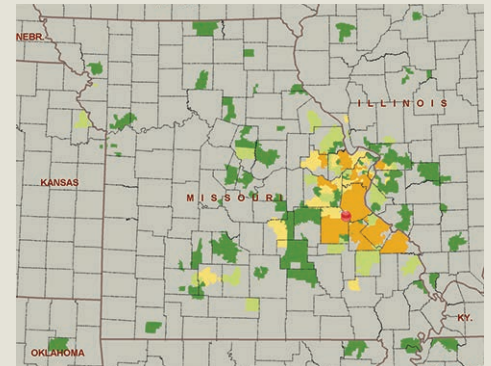 NEBR.
ILLINOIS
KANSAS
MISSOURI
KY.
OKLAHOMA